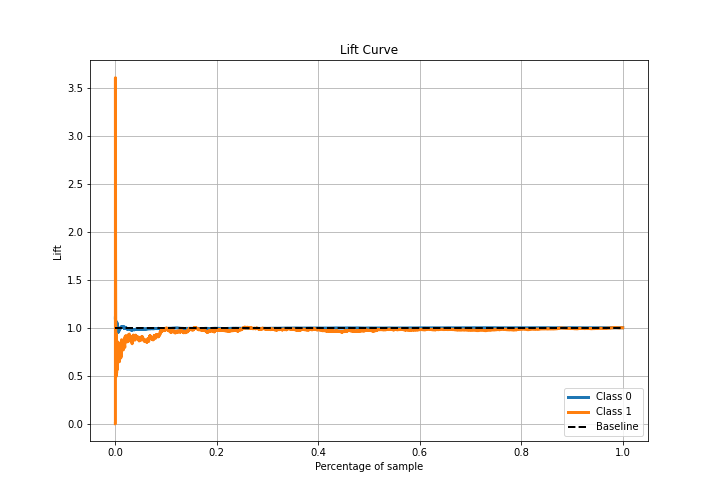 Lift Curve
3.5
3.0
2.5
2.0
1.5
1.0
0.5
0.0
Lift
0.0 0.2 0.4 0.6 0.8 1.0
Percentage of sample
Class 0
Class 1
Baseline